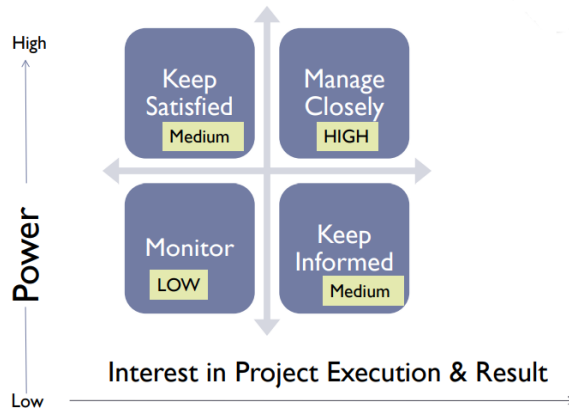 High
Keep
Satisfied
Medium
Manage
Closely
HIGH
Power
Monitor
LOW
Keep
Informed
Medium
Interest in Project Execution & Result
Low